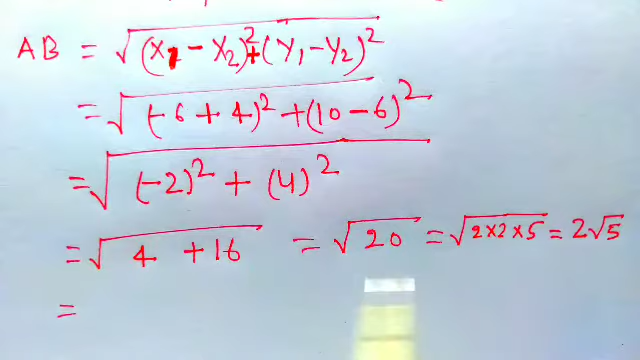 AB = √(X₁ - X₂)² + (Y₁ - Y₂)²
= √(-6 + 4)² + (10 - 6)²
= √(-2)² + (4)²
= √4 + 16 = √20 = √2×2×5 = 2√5
=